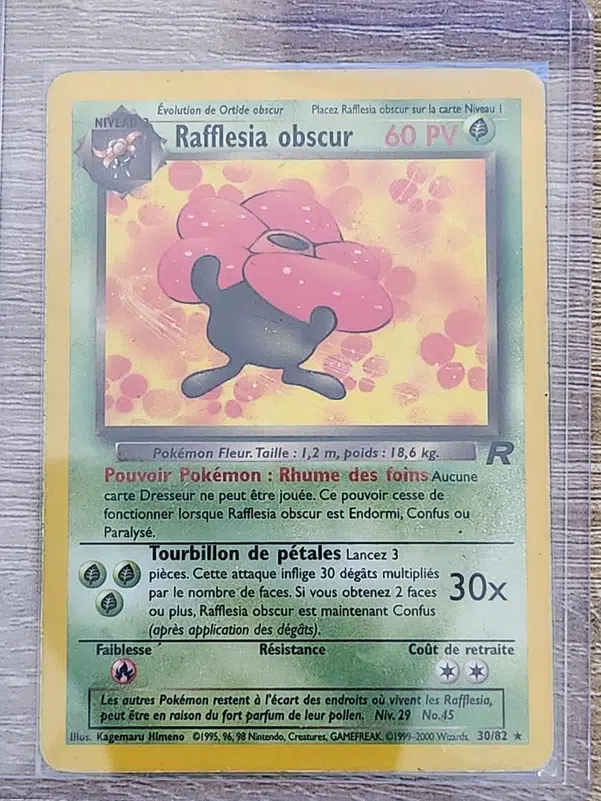 Évolution de Ortide obscur Placez Rafflesia obscur sur la carte Niveau 1
NIVEAU 2
Rafflesia obscur 60 PV
Pokémon Fleur. Taille : 1,2 m, poids : 18,6 kg.
R
Pouvoir Pokémon : Rhume des foins Aucune
carte Dresseur ne peut être jouée. Ce pouvoir cesse de
fonctionner lorsque Rafflesia obscur est Endormi, Confus ou
Paralysé.
Tourbillon de pétales Lancez 3
pièces. Cette attaque inflige 30 dégâts multipliés
par le nombre de faces. Si vous obtenez 2 faces
ou plus, Rafflesia obscur est maintenant Confus
(après application des dégâts).
30x
Faiblesse Résistance Coût de retraite
Les autres Pokémon restent à l'écart des endroits où vivent les Rafflesia,
peut être en raison du fort parfum de leur pollen. Niv. 29 No. 45
Illus. Kagemaru Himeno ©1995, 96, 98 Nintendo, Creatures, GAMEFREAK. ©1999-2000 Wizards. 30/82 ★